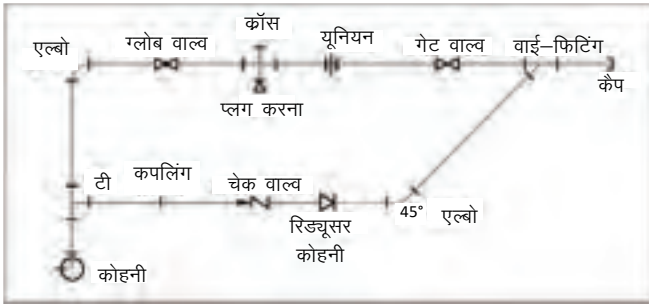 एल्बो
ग्लोब वाल्व
क्रॉस
यूनियन
गेट वाल्व
वाई–फिटिंग
प्लग करना
कैप
टी
कपलिंग
चेक वाल्व
रिड्यूसर
कोहनी
45° एल्बो
कोहनी